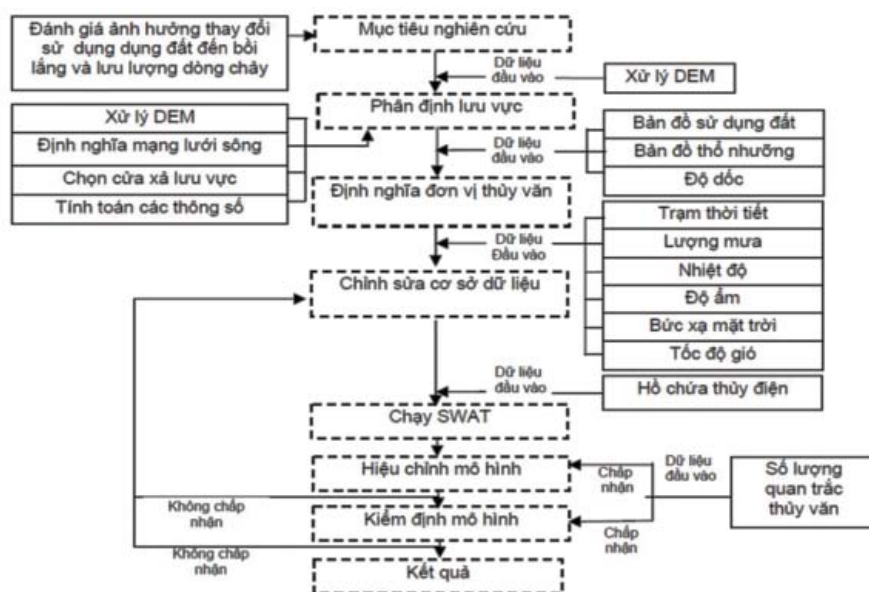 Đánh giá ảnh hưởng thay đổi
sử dụng dụng đất đến bồi
lắng và lưu lượng dòng chảy
Mục tiêu nghiên cứu
Dữ liệu
đầu vào
Xử lý DEM
Phân định lưu vực
Xử lý DEM
Định nghĩa mạng lưới sông
Chọn cửa xả lưu vực
Tính toán các thông số
Dữ liệu
đầu vào
Bản đồ sử dụng đất
Bản đồ thổ nhưỡng
Độ dốc
Định nghĩa đơn vị thủy văn
Dữ liệu
Đầu vào
Trạm thời tiết
Lượng mưa
Nhiệt độ
Độ ẩm
Bức xạ mặt trời
Tốc độ gió
Chỉnh sửa cơ sở dữ liệu
Dữ liệu
đầu vào
Hồ chứa thủy điện
Chạy SWAT
Hiệu chỉnh mô hình
Chấp
nhận
Dữ liệu
đầu vào
Số lượng
quan trắc
thủy văn
Không chấp
nhận
Kiểm định mô hình
Chấp
nhận
Không chấp
nhận
Kết quả